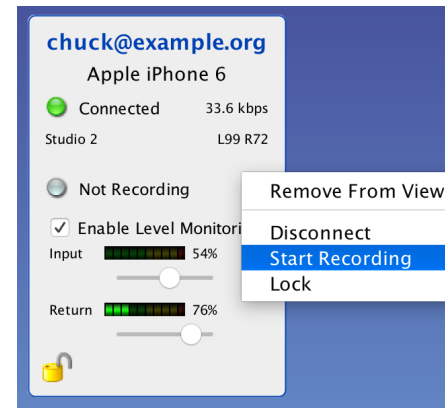 chuck@example.org
Apple iPhone 6
Connected 33.6 kbps
Studio 2 L99 R72
Not Recording
Enable Level Monitori
Input 54%
Return 76%
Remove From View
Disconnect
Start Recording
Lock